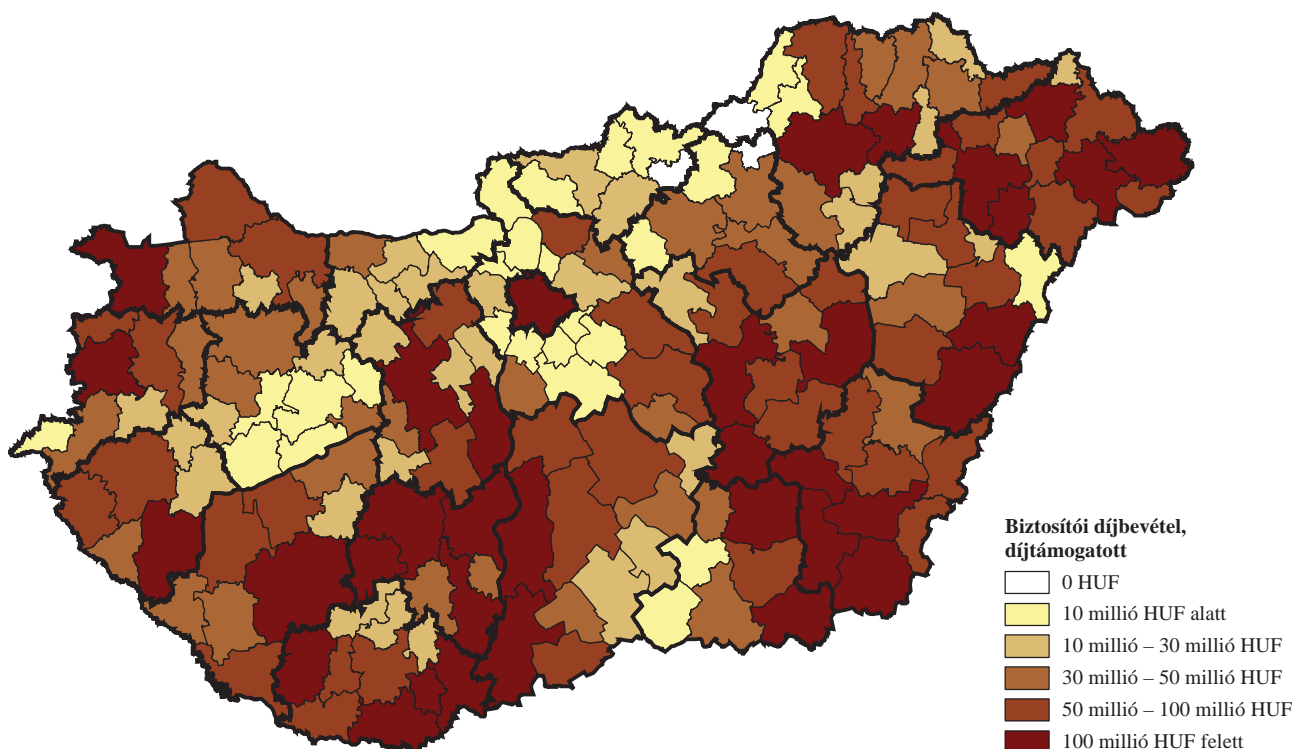 Biztosítói díjbevétel,
díjtámogatott
0 HUF
10 millió HUF alatt
10 millió – 30 millió HUF
30 millió – 50 millió HUF
50 millió – 100 millió HUF
100 millió HUF felett